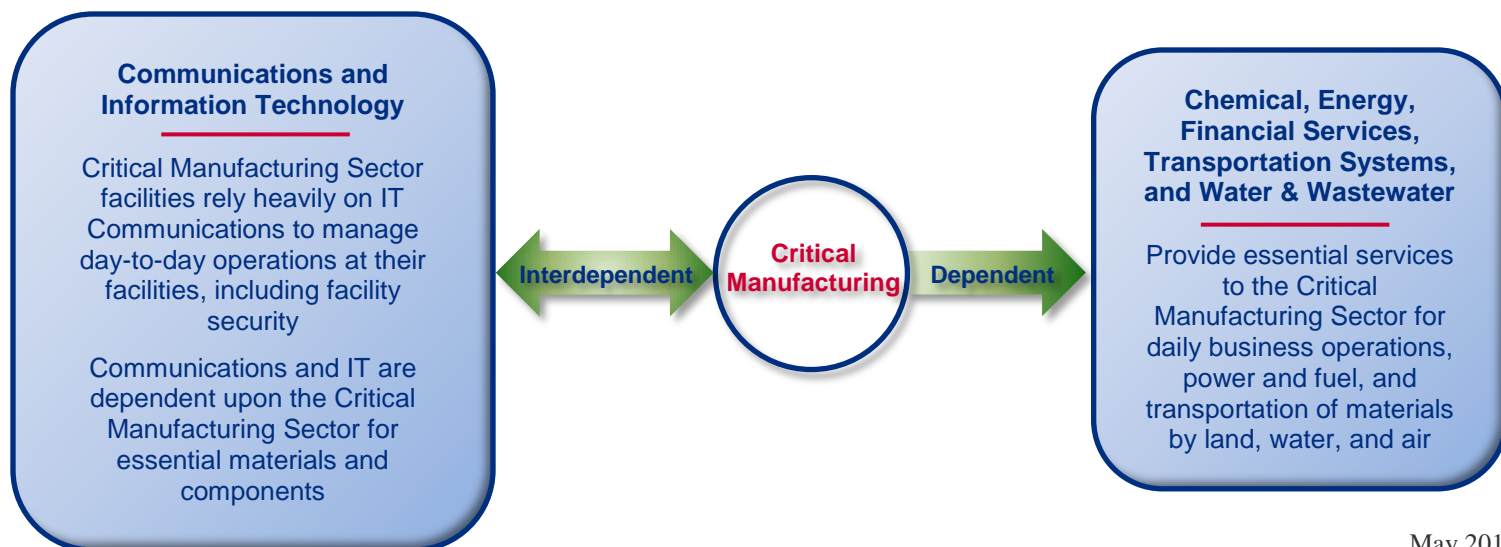 Communications and
Information Technology
Critical Manufacturing Sector
facilities rely heavily on IT
Communications to manage
day-to-day operations at their
facilities, including facility
security
Communications and IT are
dependent upon the Critical
Manufacturing Sector for
essential materials and
components
Interdependent
Critical
Manufacturing
Dependent
Chemical, Energy,
Financial Services,
Transportation Systems,
and Water & Wastewater
Provide essential services
to the Critical
Manufacturing Sector for
daily business operations,
power and fuel, and
transportation of materials
by land, water, and air
May